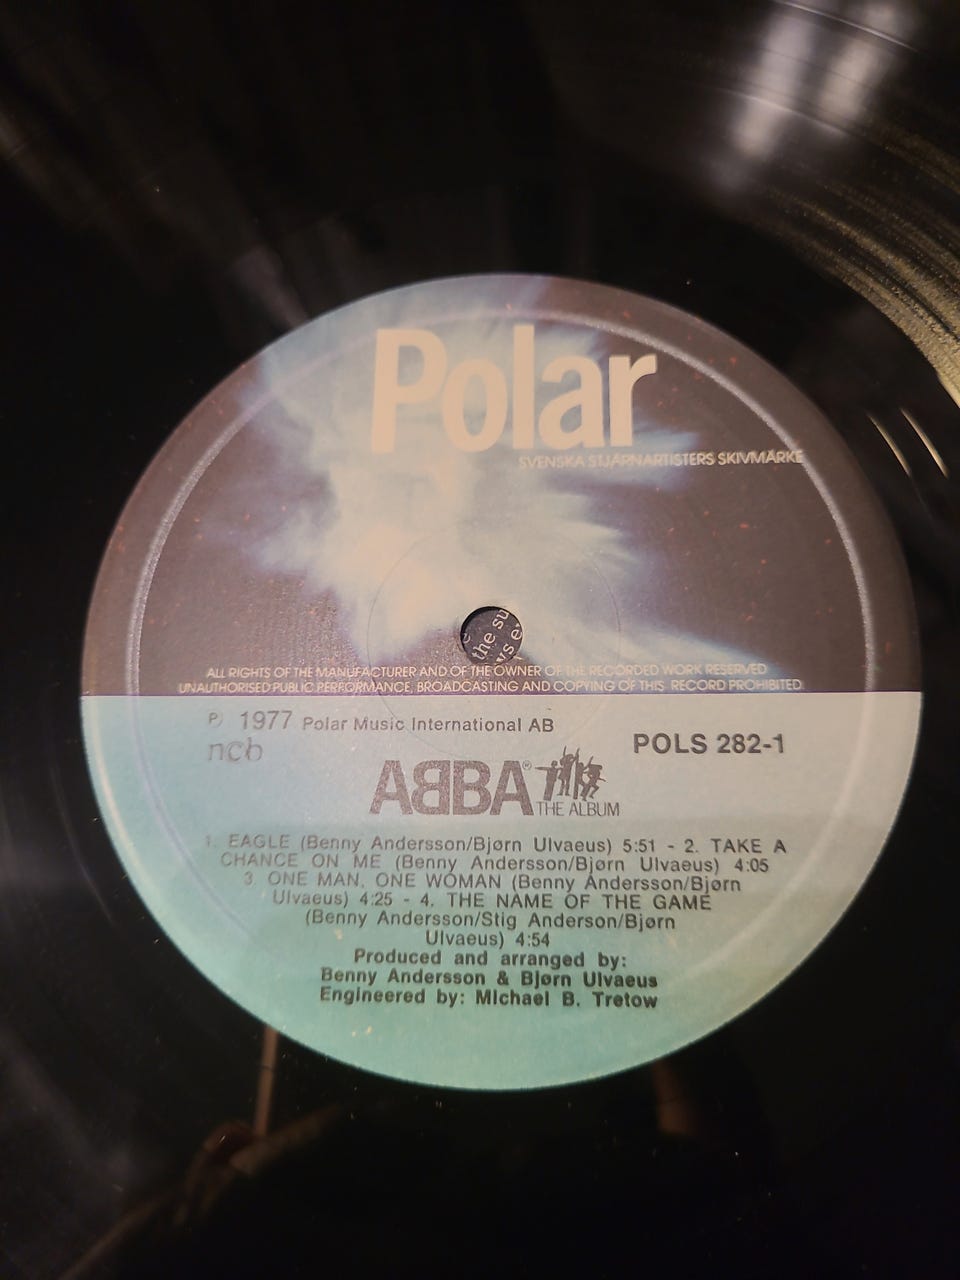 Polar
SVENSKA STJÄRNARTISTERS SKIVMÄRKE
the su
ws e
ALL RIGHTS OF THE MANUFACTURER AND OF THE OWNER OF THE RECORDED WORK RESERVED
UNAUTHORISED PUBLIC PERFORMANCE, BROADCASTING AND COPYING OF THIS RECORD PROHIBITED
℗ 1977 Polar Music International AB
ncb
POLS 282-1
ABBA®
THE ALBUM
1. EAGLE (Benny Andersson/Bjørn Ulvaeus) 5:51 - 2. TAKE A
CHANCE ON ME (Benny Andersson/Bjørn Ulvaeus) 4:05
3. ONE MAN, ONE WOMAN (Benny Andersson/Bjørn
Ulvaeus) 4:25 - 4. THE NAME OF THE GAME
(Benny Andersson/Stig Anderson/Bjørn
Ulvaeus) 4:54
Produced and arranged by:
Benny Andersson & Bjørn Ulvaeus
Engineered by: Michael B. Tretow